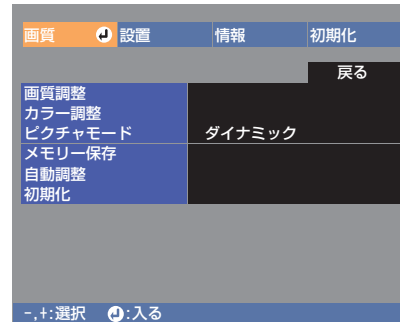 画質 設置 情報 初期化
戻る
画質調整
カラー調整
ピクチャモード ダイナミック
メモリー保存
自動調整
初期化
-,+:選択 :入る